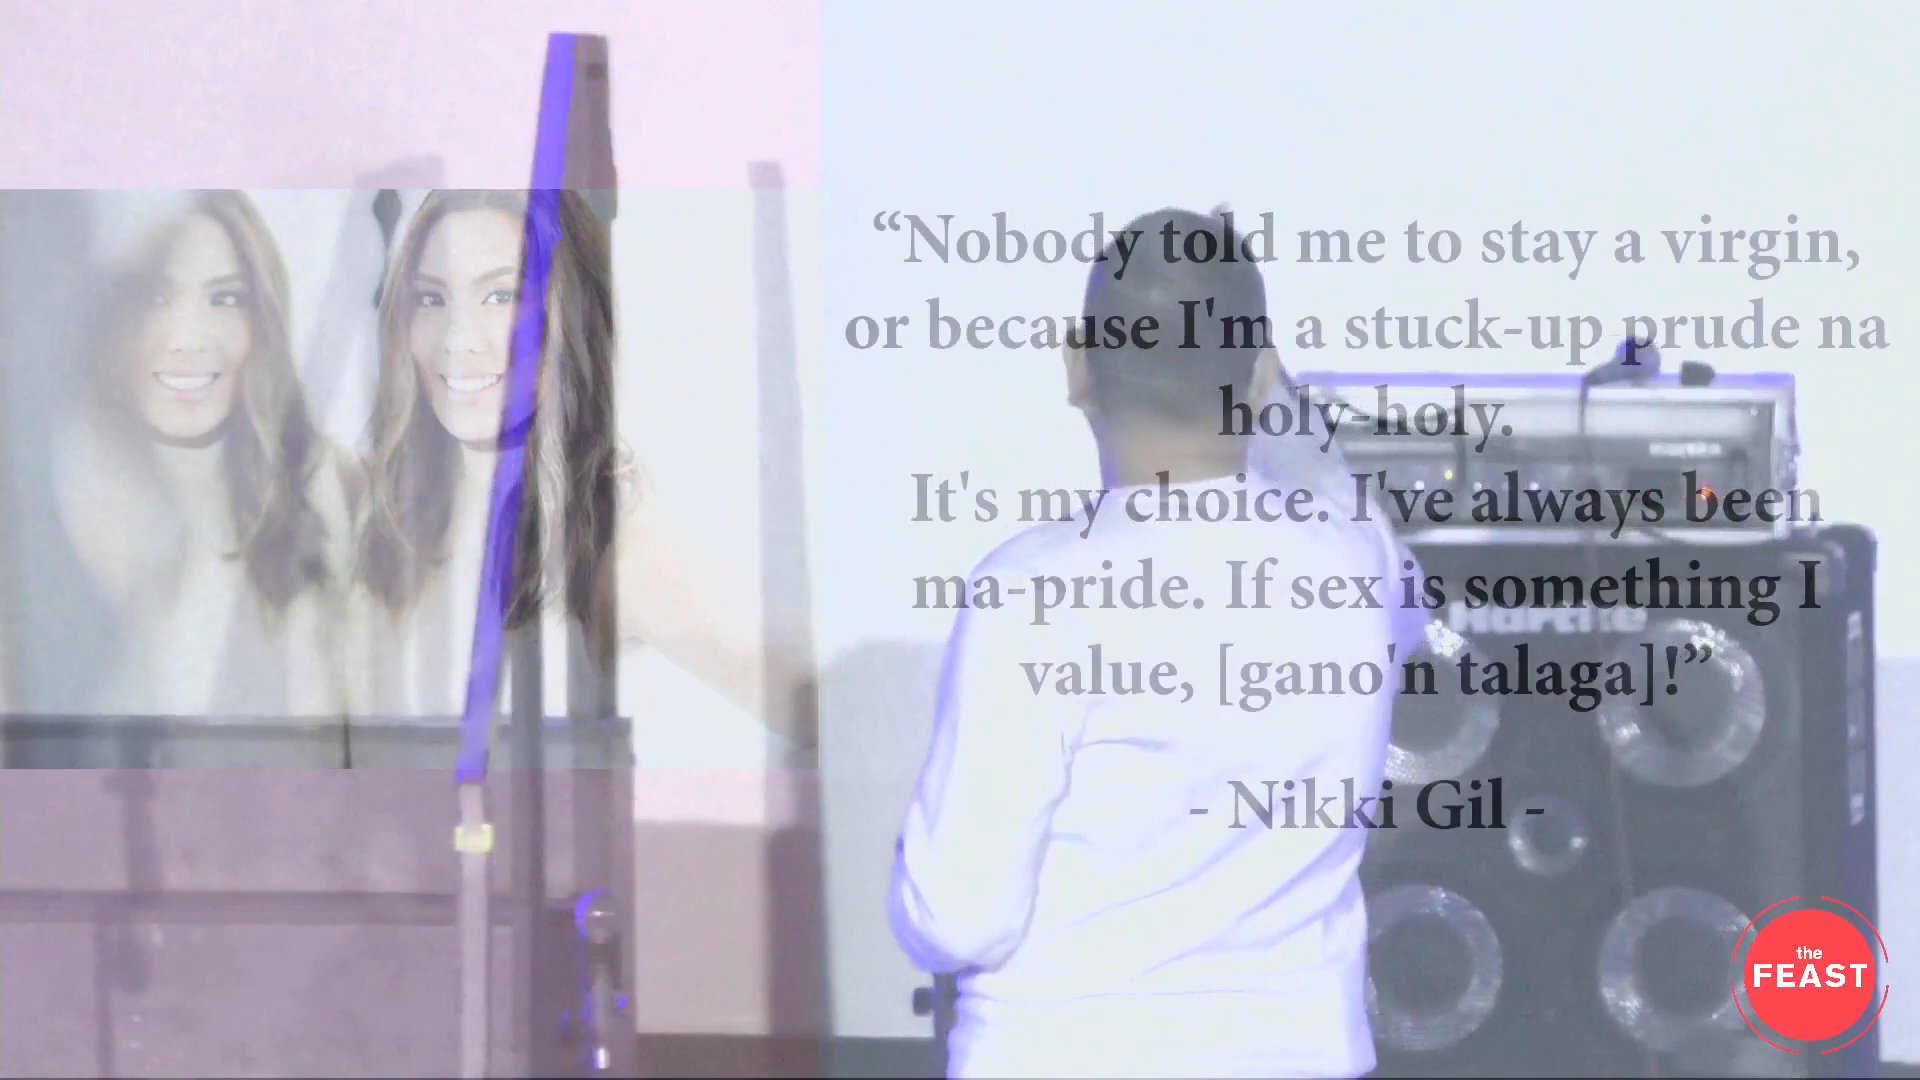 “Nobody told me to stay a virgin,
or because I'm a stuck-up prude na
holy-holy.
It's my choice. I've always been
ma-pride. If sex is something I
value, [gano'n talaga]!”
- Nikki Gil -
Hartke
the
FEAST